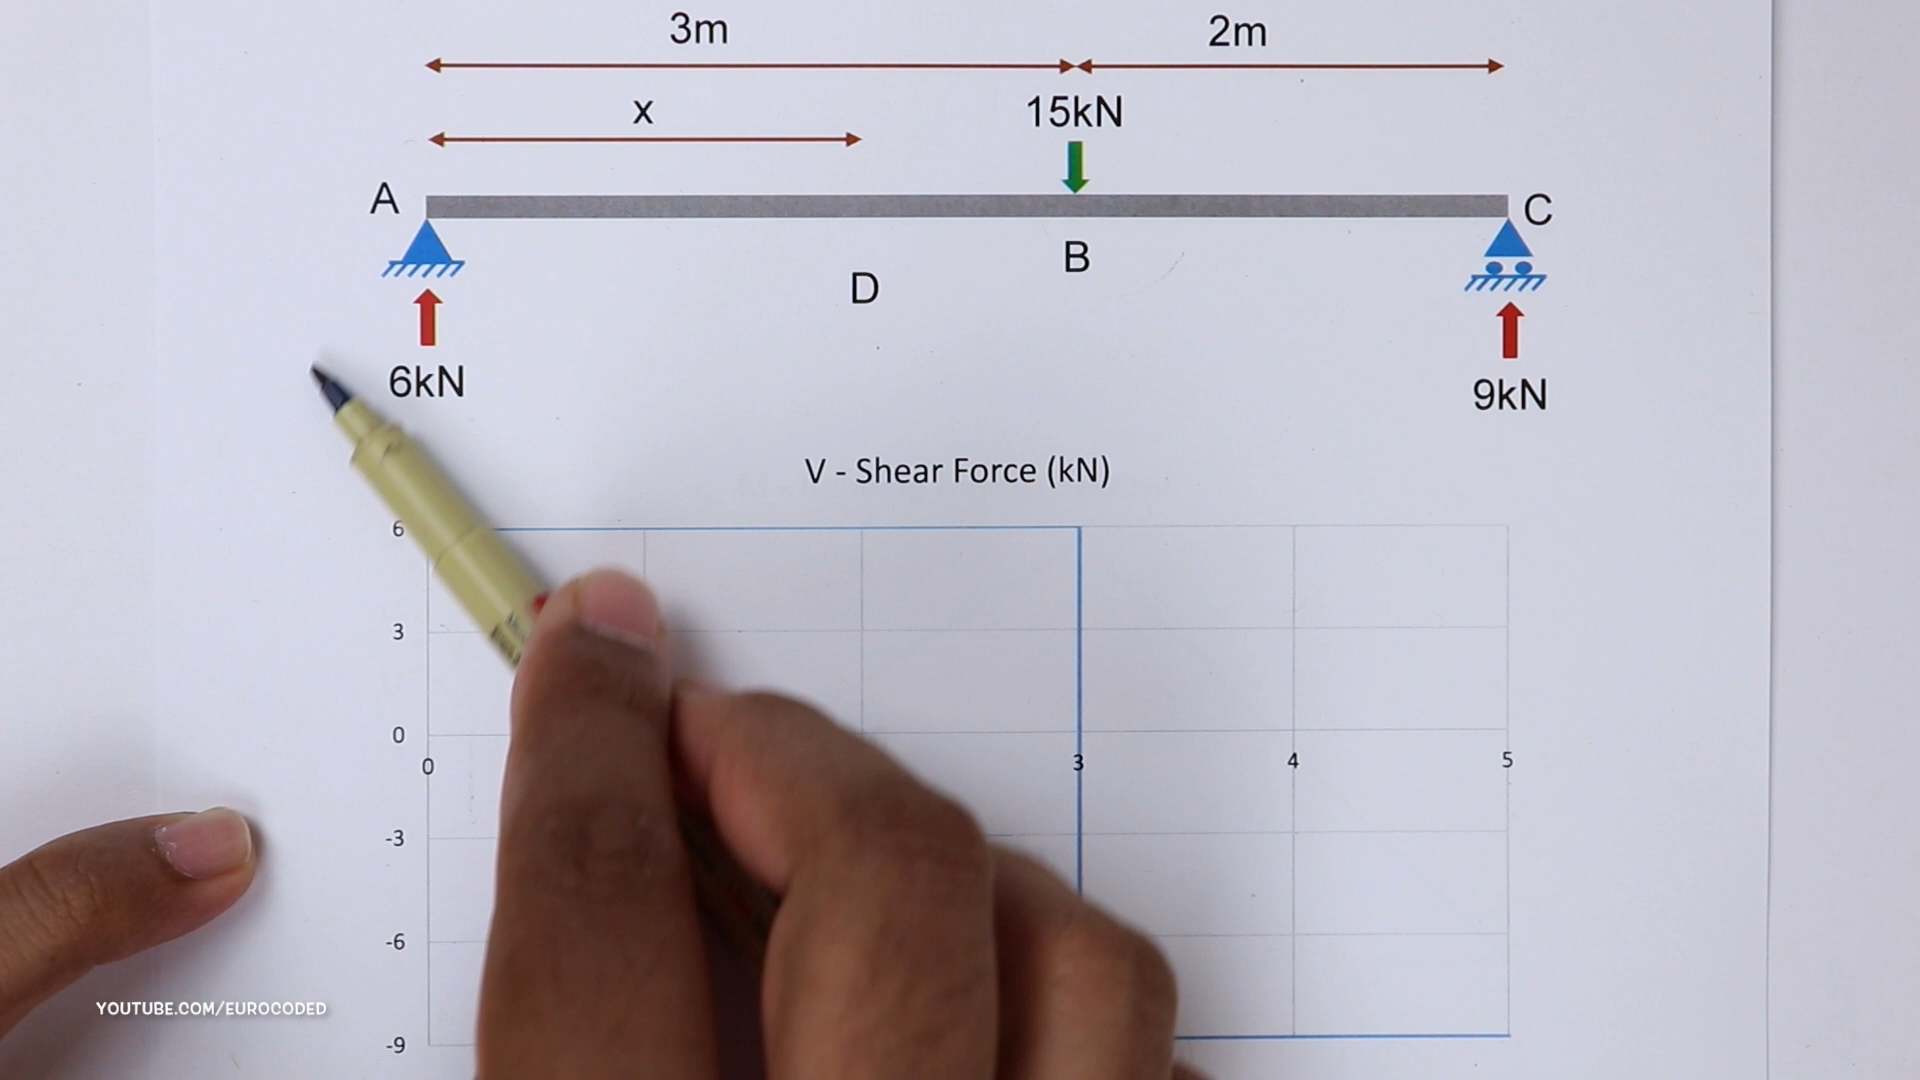 3m 2m
x 15kN
A C
B
D
6kN 9kN
V - Shear Force (kN)
6
3
0
0 3 4 5
-3
-6
-9
YOUTUBE.COM/EUROCODED